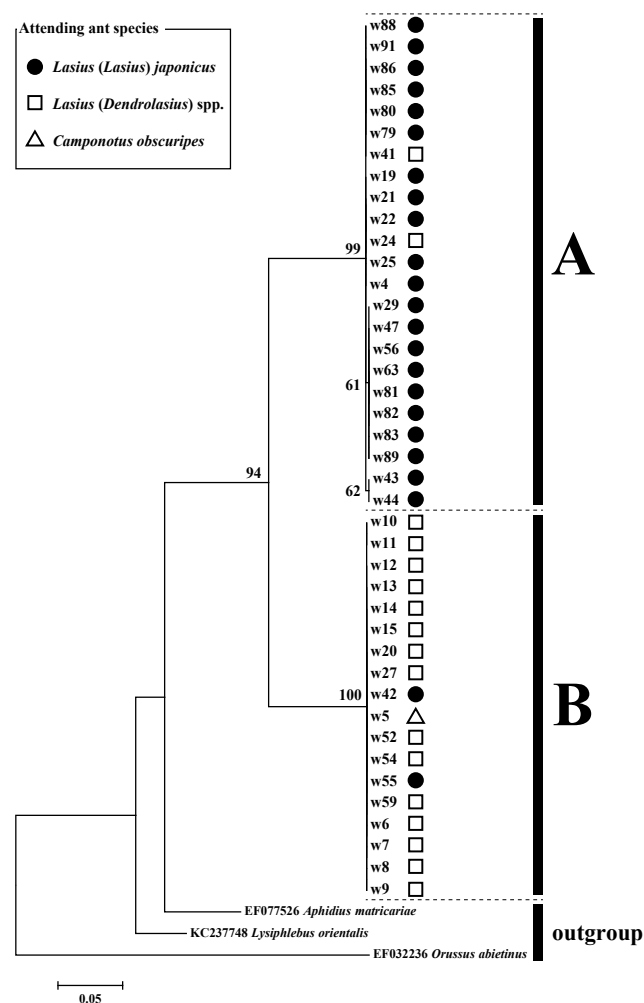 Attending ant species
Lasius (Lasius) japonicus
Lasius (Dendrolasius) spp.
Camponotus obscuripes
w88
w91
w86
w85
w80
w79
w41
w19
w21
w22
w24
w25
w4
w29
w47
w56
w63
w81
w82
w83
w89
w43
w44
w10
w11
w12
w13
w14
w15
w20
w27
w42
w5
w52
w54
w55
w59
w6
w7
w8
w9
99
61
62
94
100
A
B
EF077526 Aphidius matricariae
KC237748 Lysiphlebus orientalis
EF032236 Orussus abietinus
outgroup
0.05